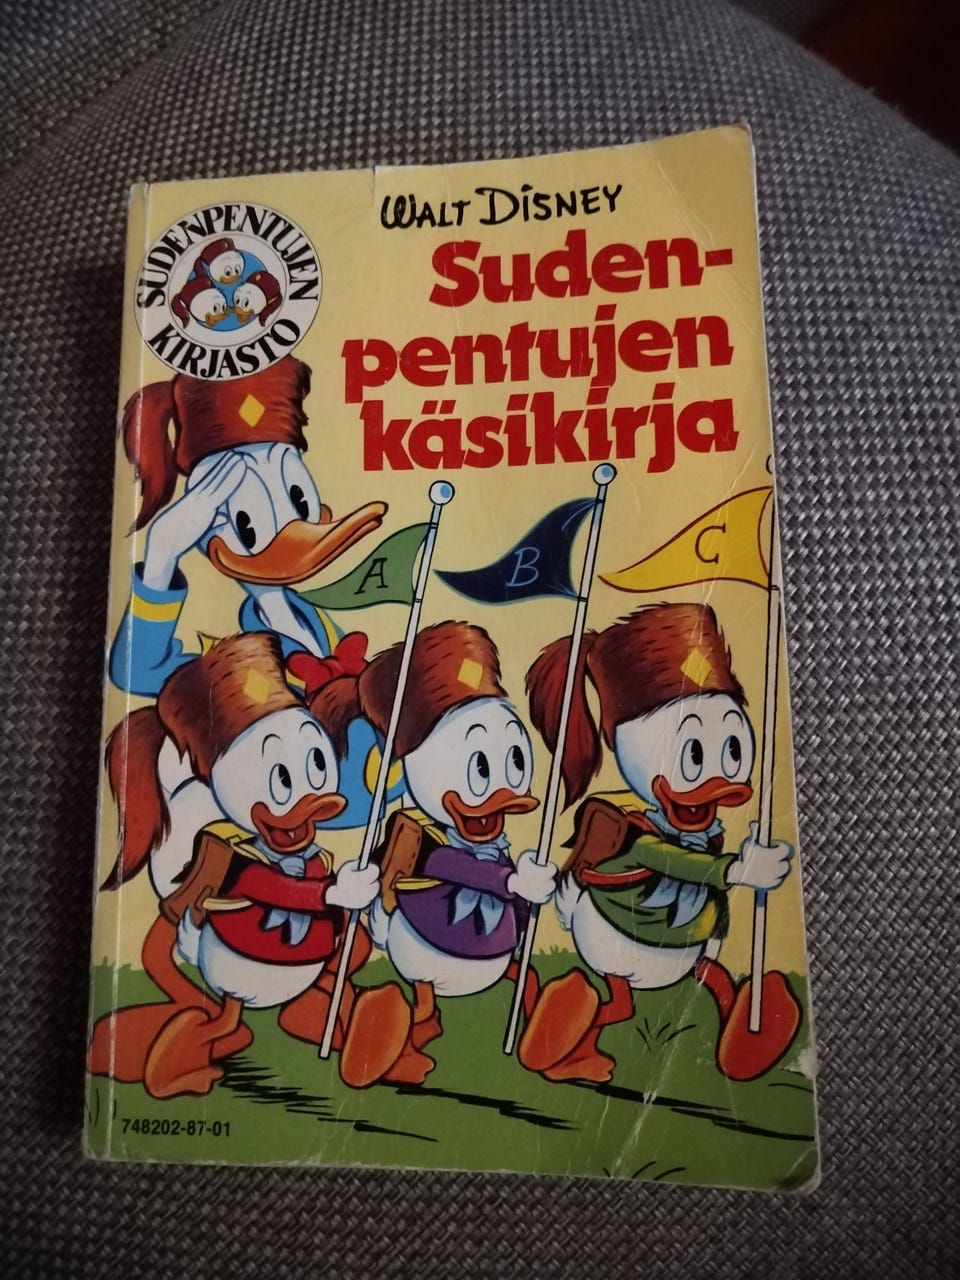 SUDENPENTUJEN
KIRJASTO
WALT DISNEY
Suden-
pentujen
käsikirja
A
B
C
748202-87-01